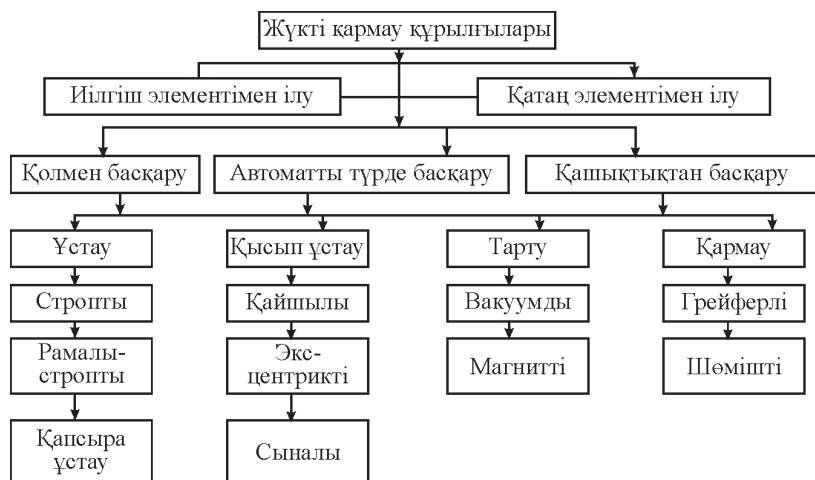 Жүкті қармау құрылғылары
Иілгіш элементімен ілу
Қатаң элементімен ілу
Қолмен басқару
Автоматты түрде басқару
Қашықтықтан басқару
Ұстау
Қысып ұстау
Тарту
Қармау
Стропты
Қайшылы
Вакуумды
Грейферлі
Рамалы-
стропты
Экс-
центрикті
Магнитті
Шөмішті
Қапсыра
ұстау
Сыналы